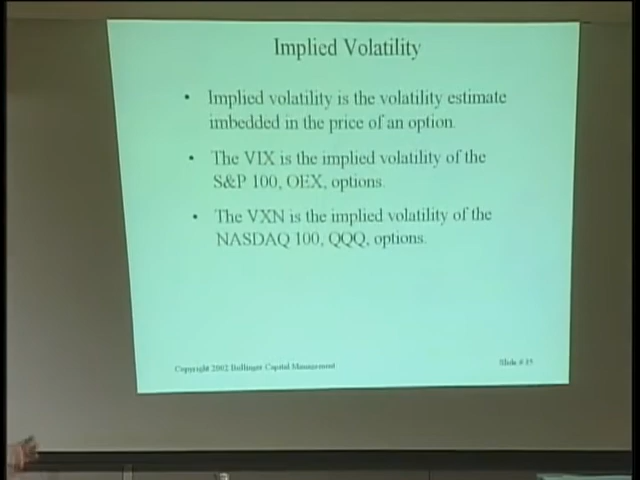 Implied Volatility
• Implied volatility is the volatility estimate
imbedded in the price of an option.
• The VIX is the implied volatility of the
S&P 100, OEX, options.
• The VXN is the implied volatility of the
NASDAQ 100, QQQ, options.
Copyright 2002 Bollinger Capital Management
Slide #